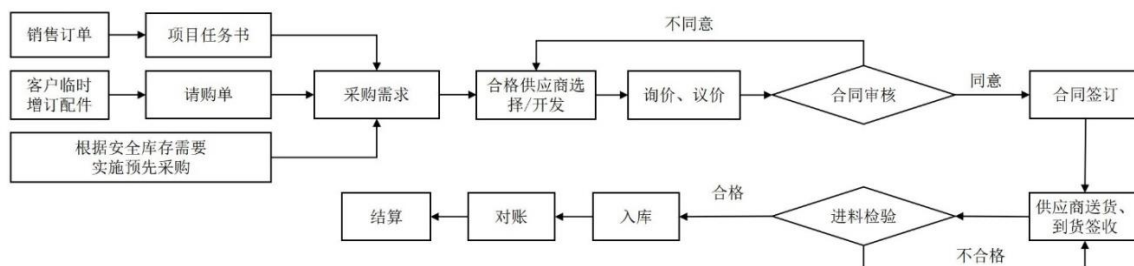 销售订单
项目任务书
不同意
客户临时
增订配件
请购单
采购需求
合格供应商选
择/开发
询价、议价
合同审核
同意
合同签订
根据安全库存需要
实施预先采购
合格
结算
对账
入库
进料检验
供应商送货、
到货签收
不合格